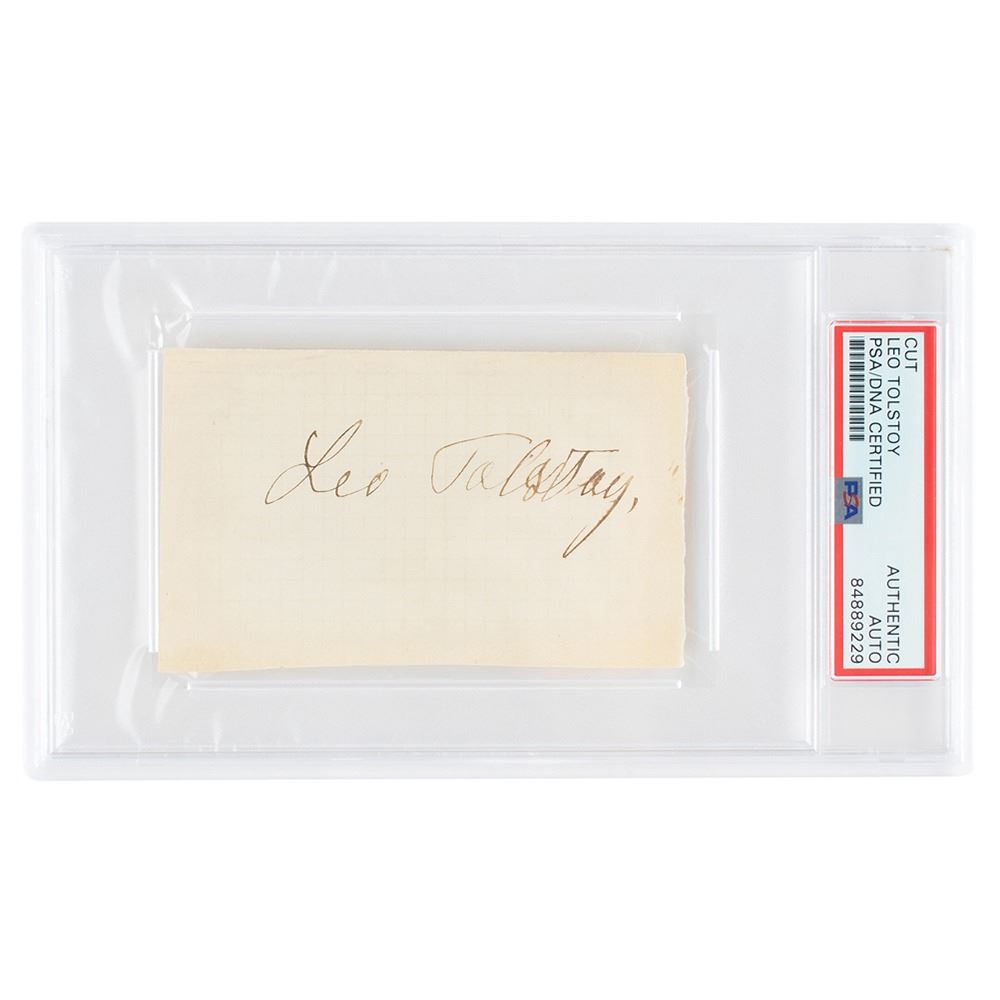 Leo Tolstoy,
CUT
LEO TOLSTOY
PSA/DNA CERTIFIED
PSA
AUTHENTIC
AUTO
84889229